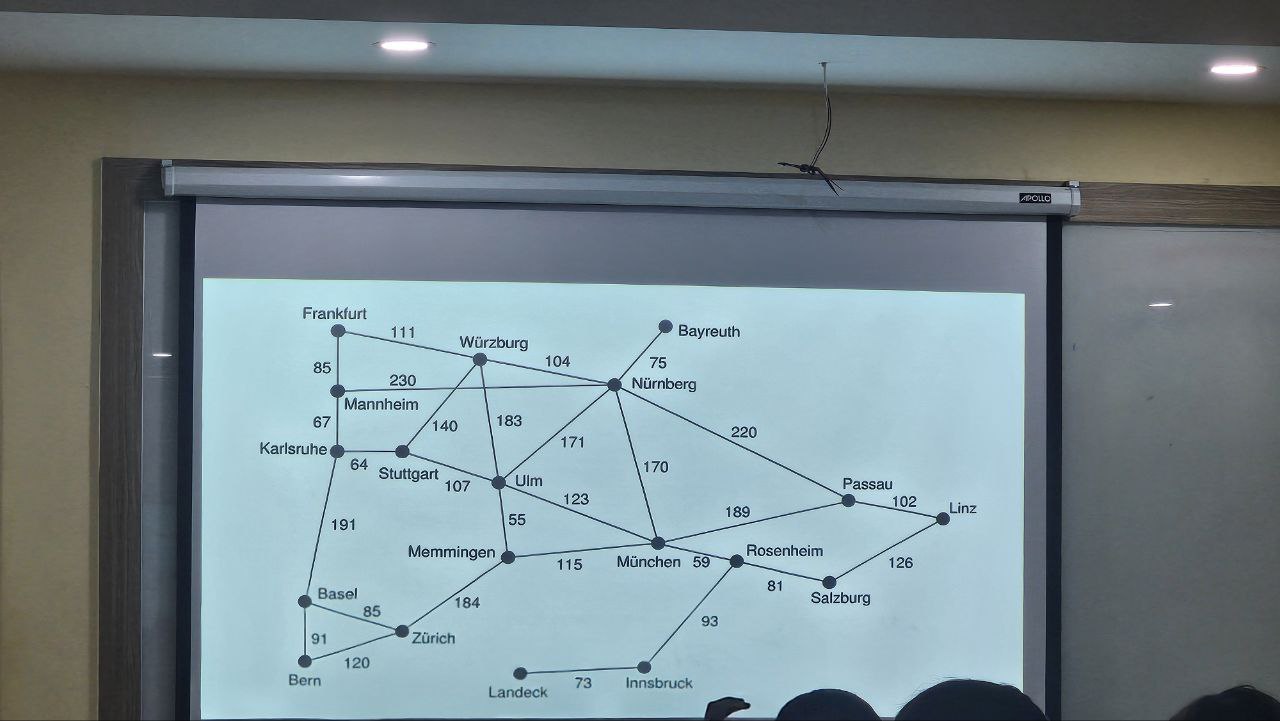 APOLLO
Frankfurt
111
Würzburg
Bayreuth
85
104
75
230
Nürnberg
Mannheim
67
140
183
Karlsruhe
64
171
220
Stuttgart
107
Ulm
170
123
Passau
102
Linz
191
55
189
Memmingen
115
München
59
Rosenheim
126
81
Salzburg
Basel
85
184
93
91
Zürich
120
Bern
Landeck
73
Innsbruck